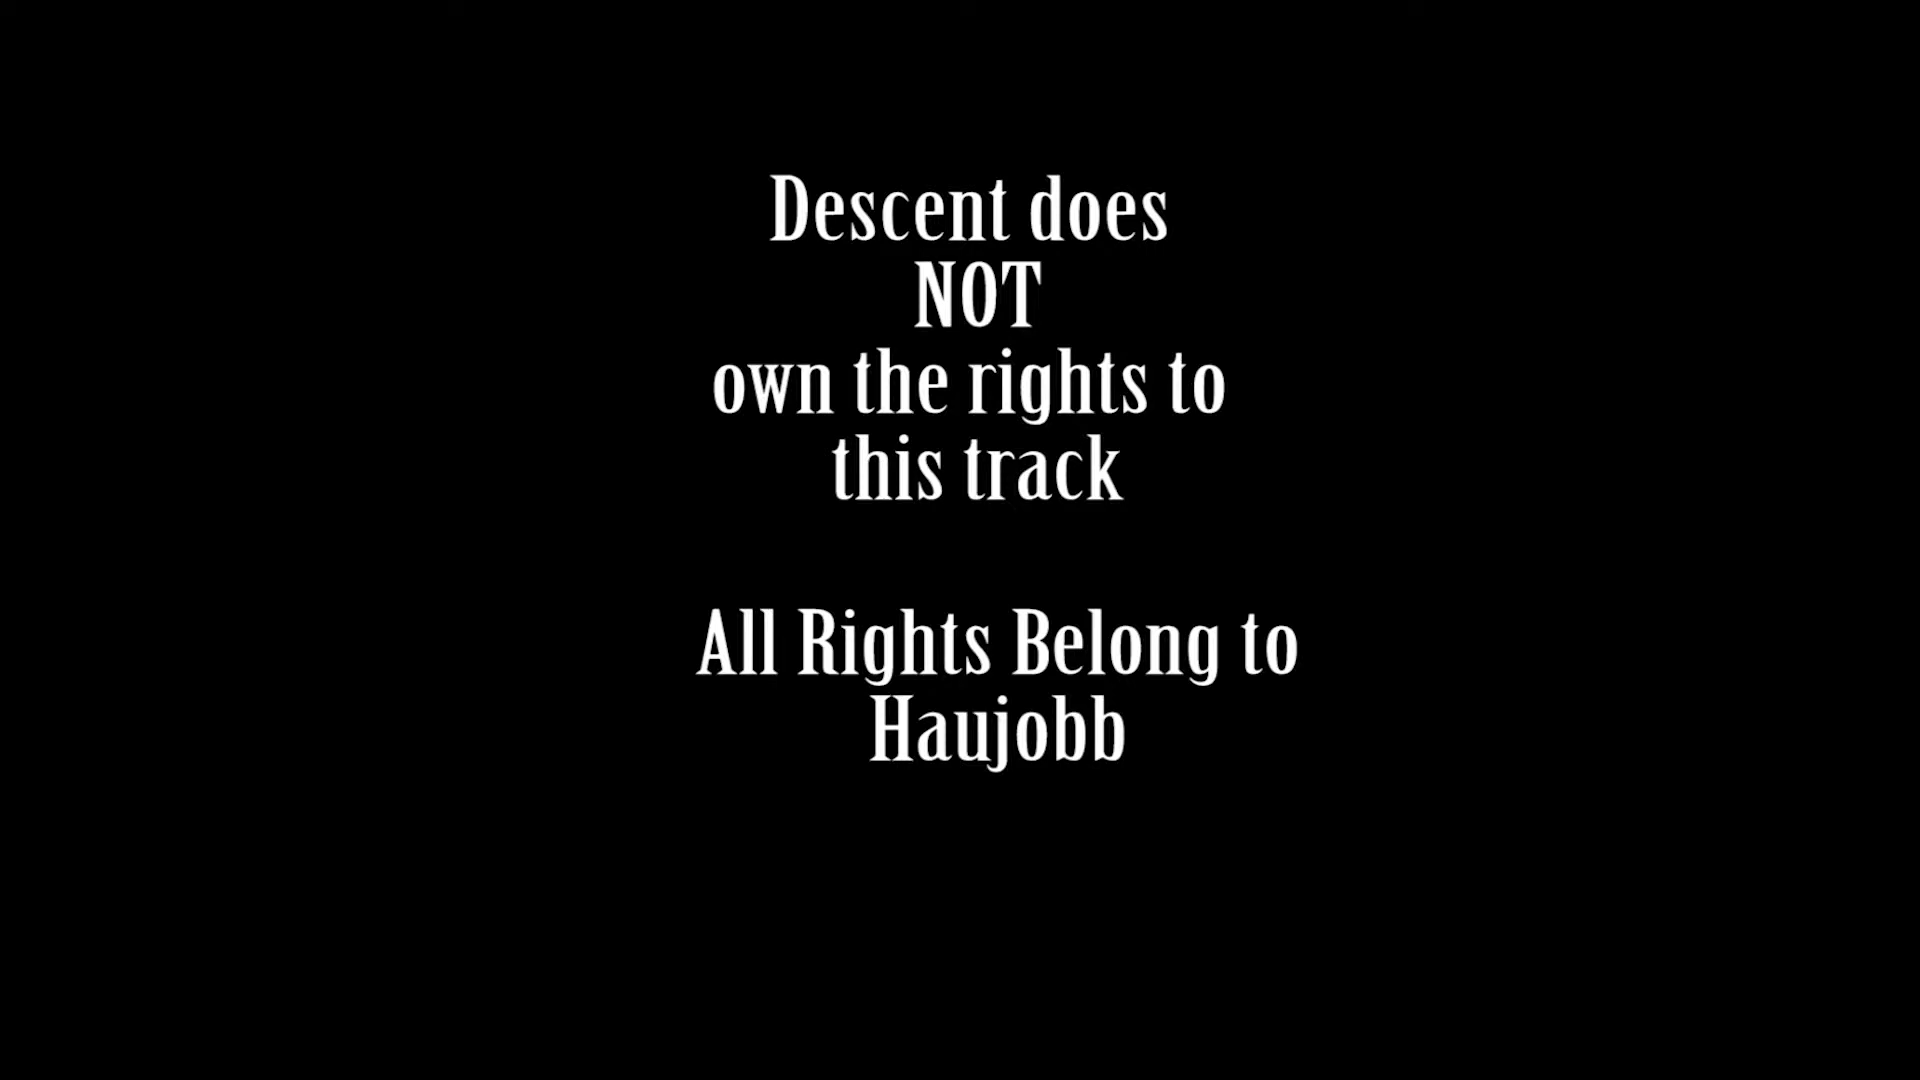 Descent does
NOT
own the rights to
this track
All Rights Belong to
Haujobb